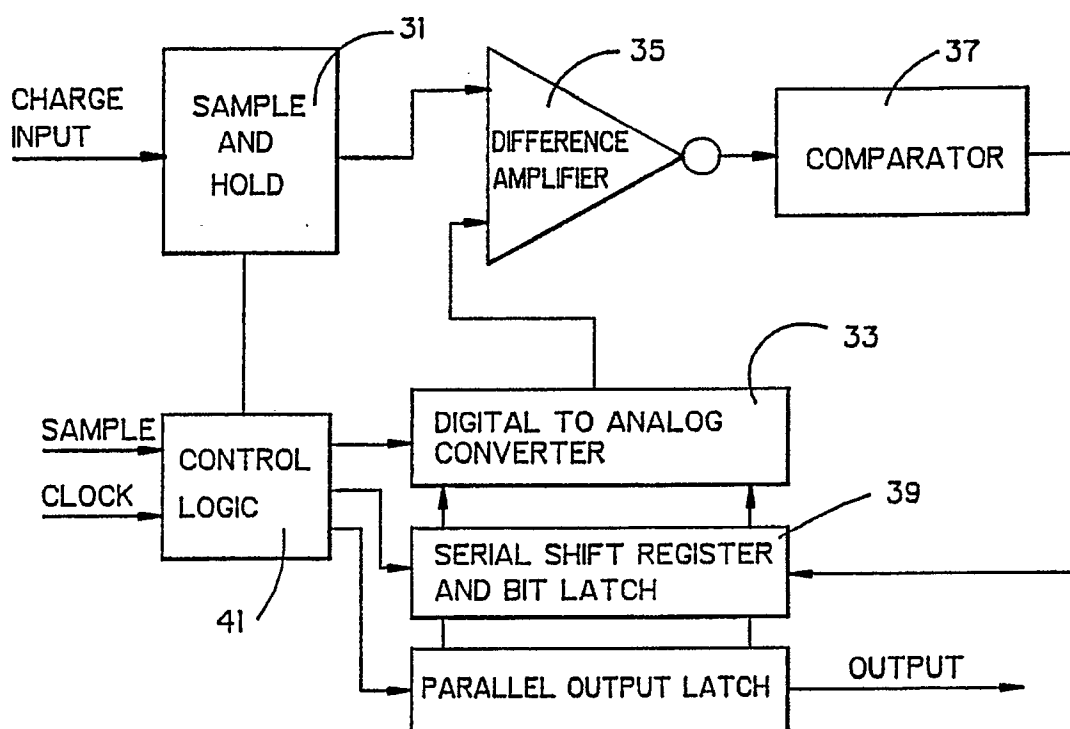 31
CHARGE
INPUT
SAMPLE
AND
HOLD
35
DIFFERENCE
AMPLIFIER
37
COMPARATOR
33
SAMPLE
CLOCK
CONTROL
LOGIC
41
DIGITAL TO ANALOG
CONVERTER
39
SERIAL SHIFT REGISTER
AND BIT LATCH
PARALLEL OUTPUT LATCH
OUTPUT